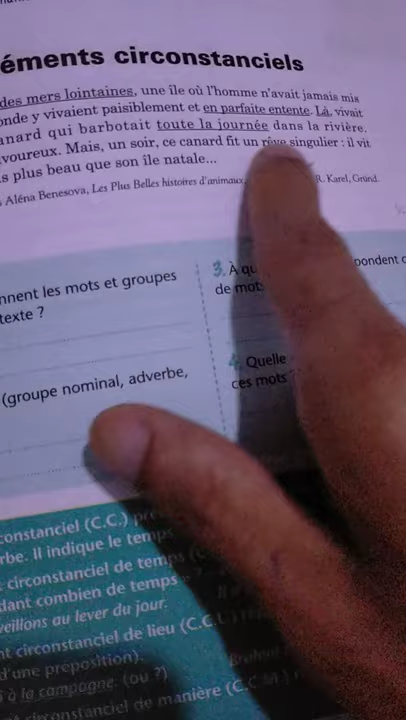 éments circonstanciels
des mers lointaines, une île où l'homme n'avait jamais mis
onde y vivaient paisiblement et en parfaite entente. Là, vivait
anard qui barbotait toute la journée dans la rivière.
voureux. Mais, un soir, ce canard fit un rêve singulier : il vit
s plus beau que son île natale...
Aléna Benesova, Les Plus Belles histoires d'animaux, R. Karel, Gründ.
nnent les mots et groupes
texte ?
(groupe nominal, adverbe,
3. À qu pondent
de mot
4. Quelle
ces mots
constanciel (C.C.) pr
rbe. Il indique le temps
circonstanciel de temps
dant combien de temps
veillons au lever du jour.
nt circonstanciel de lieu (C.C.
d'une préposition).
à la campagne. (ou ?)
circonstanciel de manière (C.C.M.)